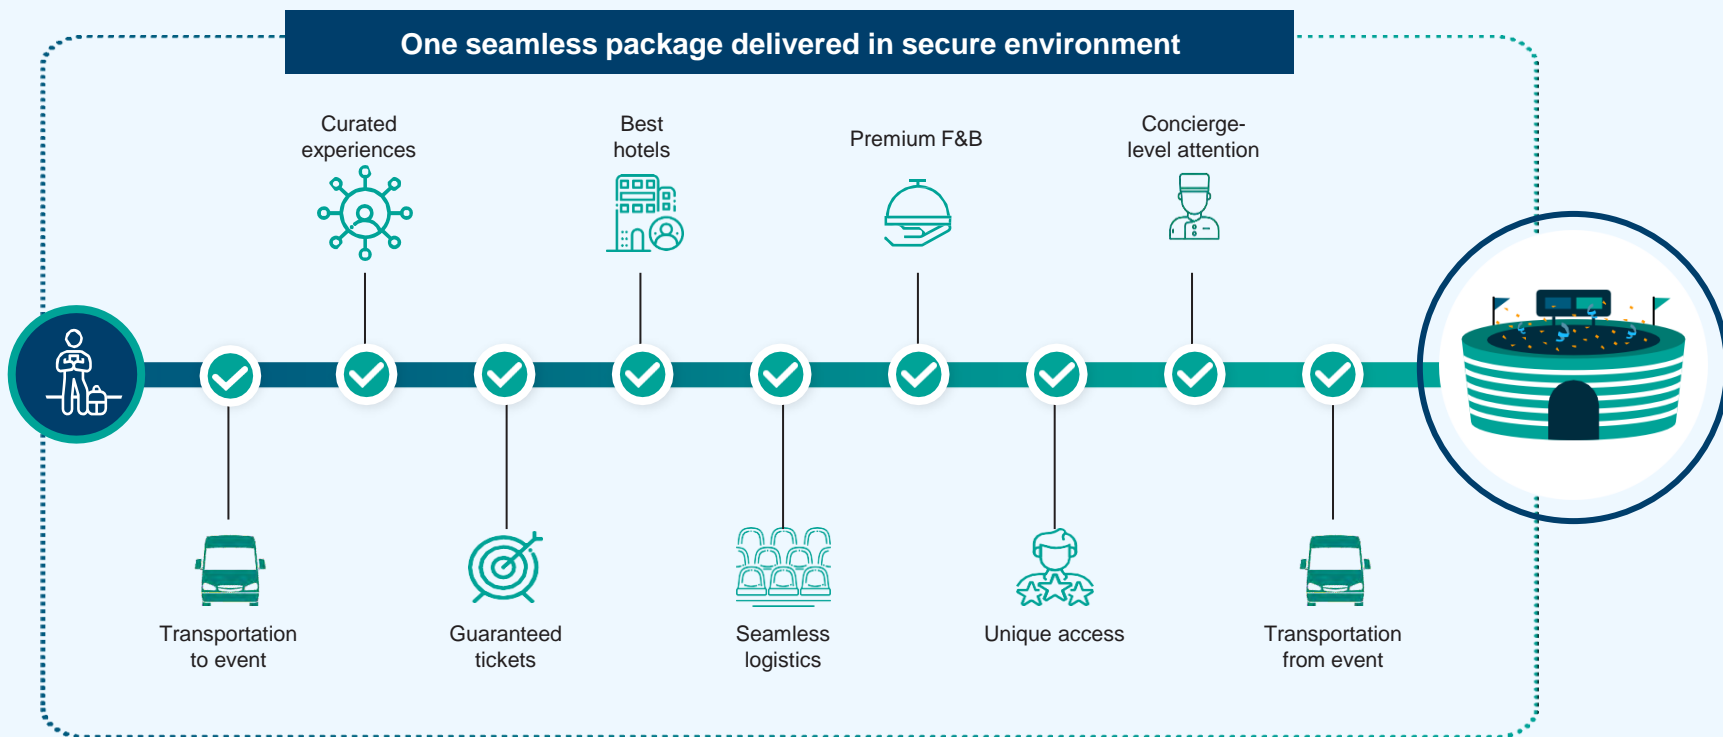 One seamless package delivered in secure environment
Curated
experiences
Best
hotels
Premium F&B
Concierge-
level attention
Transportation
to event
Guaranteed
tickets
Seamless
logistics
Unique access
Transportation
from event